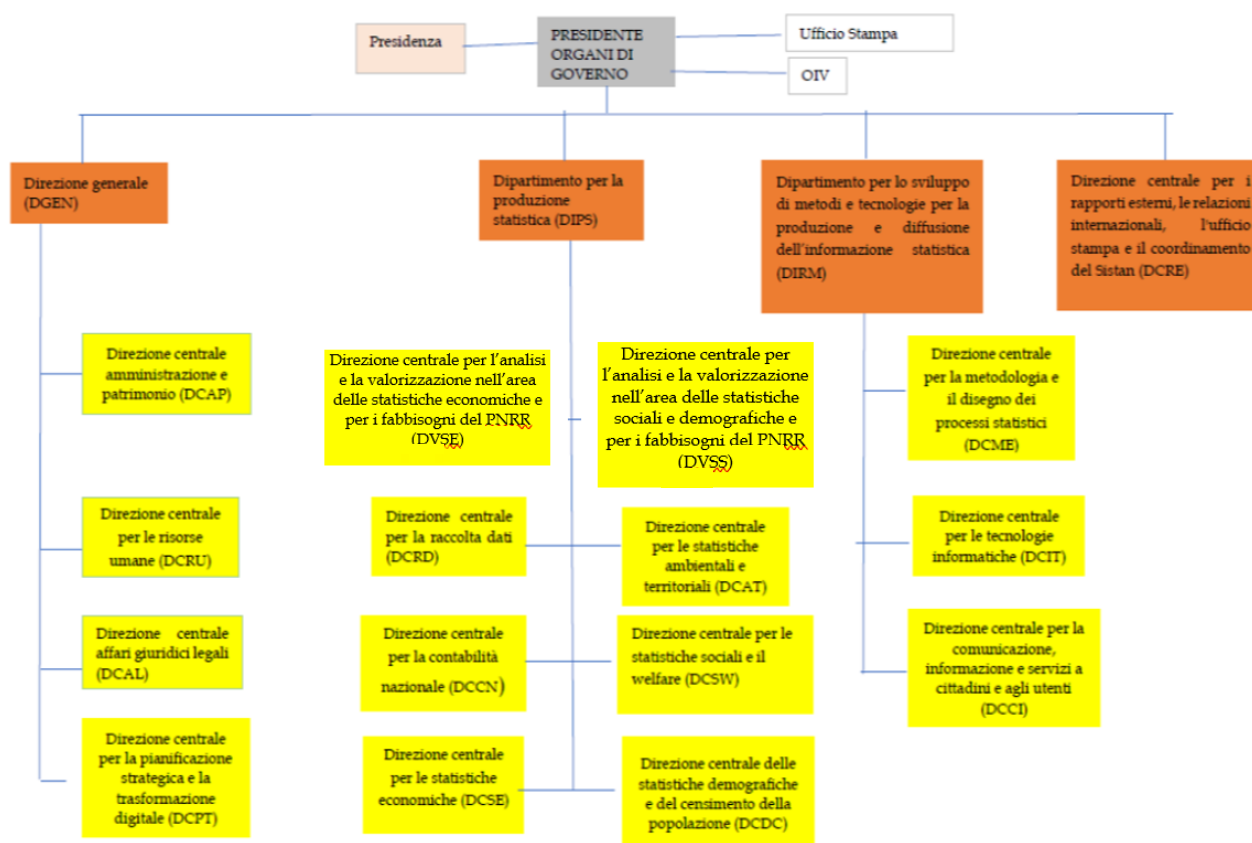 Presidenza
PRESIDENTE
ORGANI DI
GOVERNO
Ufficio Stampa
OIV
Direzione generale
(DGEN)
Dipartimento per la
produzione
statistica (DIPS)
Dipartimento per lo sviluppo
di metodi e tecnologie per la
produzione e diffusione
dell'informazione statistica
(DIRM)
Direzione centrale per i
rapporti esterni, le relazioni
internazionali, l'ufficio
stampa e il coordinamento
del Sistan (DCRE)
Direzione centrale
amministrazione e
patrimonio (DCAP)
Direzione centrale
per le risorse
umane (DCRU)
Direzione centrale
affari giuridici legali
(DCAL)
Direzione centrale
per la pianificazione
strategica e la
trasformazione
digitale (DCPT)
Direzione centrale per l'analisi
e la valorizzazione nell'area
delle statistiche economiche e
per i fabbisogni del PNRR
(DVSE)
Direzione centrale per
l'analisi e la valorizzazione
nell'area delle statistiche
sociali e demografiche e
per i fabbisogni del PNRR
(DVSS)
Direzione centrale
per la raccolta dati
(DCRD)
Direzione centrale
per le statistiche
ambientali e
territoriali (DCAT)
Direzione centrale
per la contabilità
nazionale (DCCN)
Direzione centrale per le
statistiche sociali e il
welfare (DCSW)
Direzione centrale
per le statistiche
economiche (DCSE)
Direzione centrale delle
statistiche demografiche
e del censimento della
popolazione (DCDC)
Direzione centrale
per la metodologia e
il disegno dei
processi statistici
(DCME)
Direzione centrale
per le tecnologie
informatiche (DCIT)
Direzione centrale per la
comunicazione,
informazione e servizi a
cittadini e agli utenti
(DCCI)